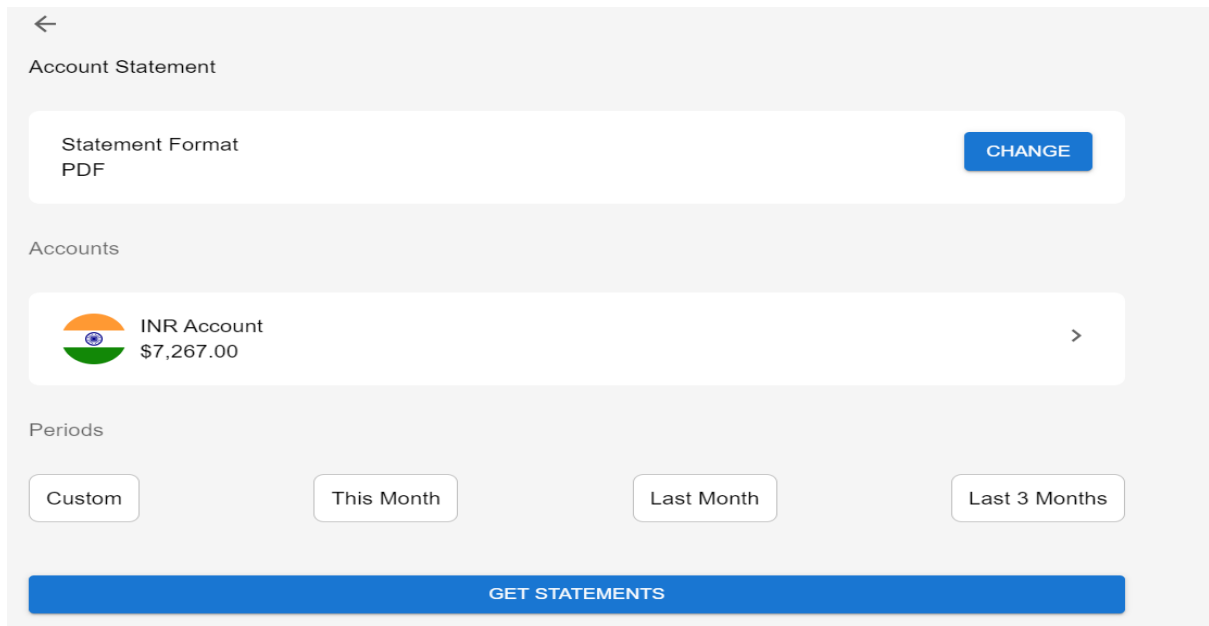 Account Statement
Statement Format
PDF
CHANGE
Accounts
INR Account
$7,267.00
Periods
Custom
This Month
Last Month
Last 3 Months
GET STATEMENTS